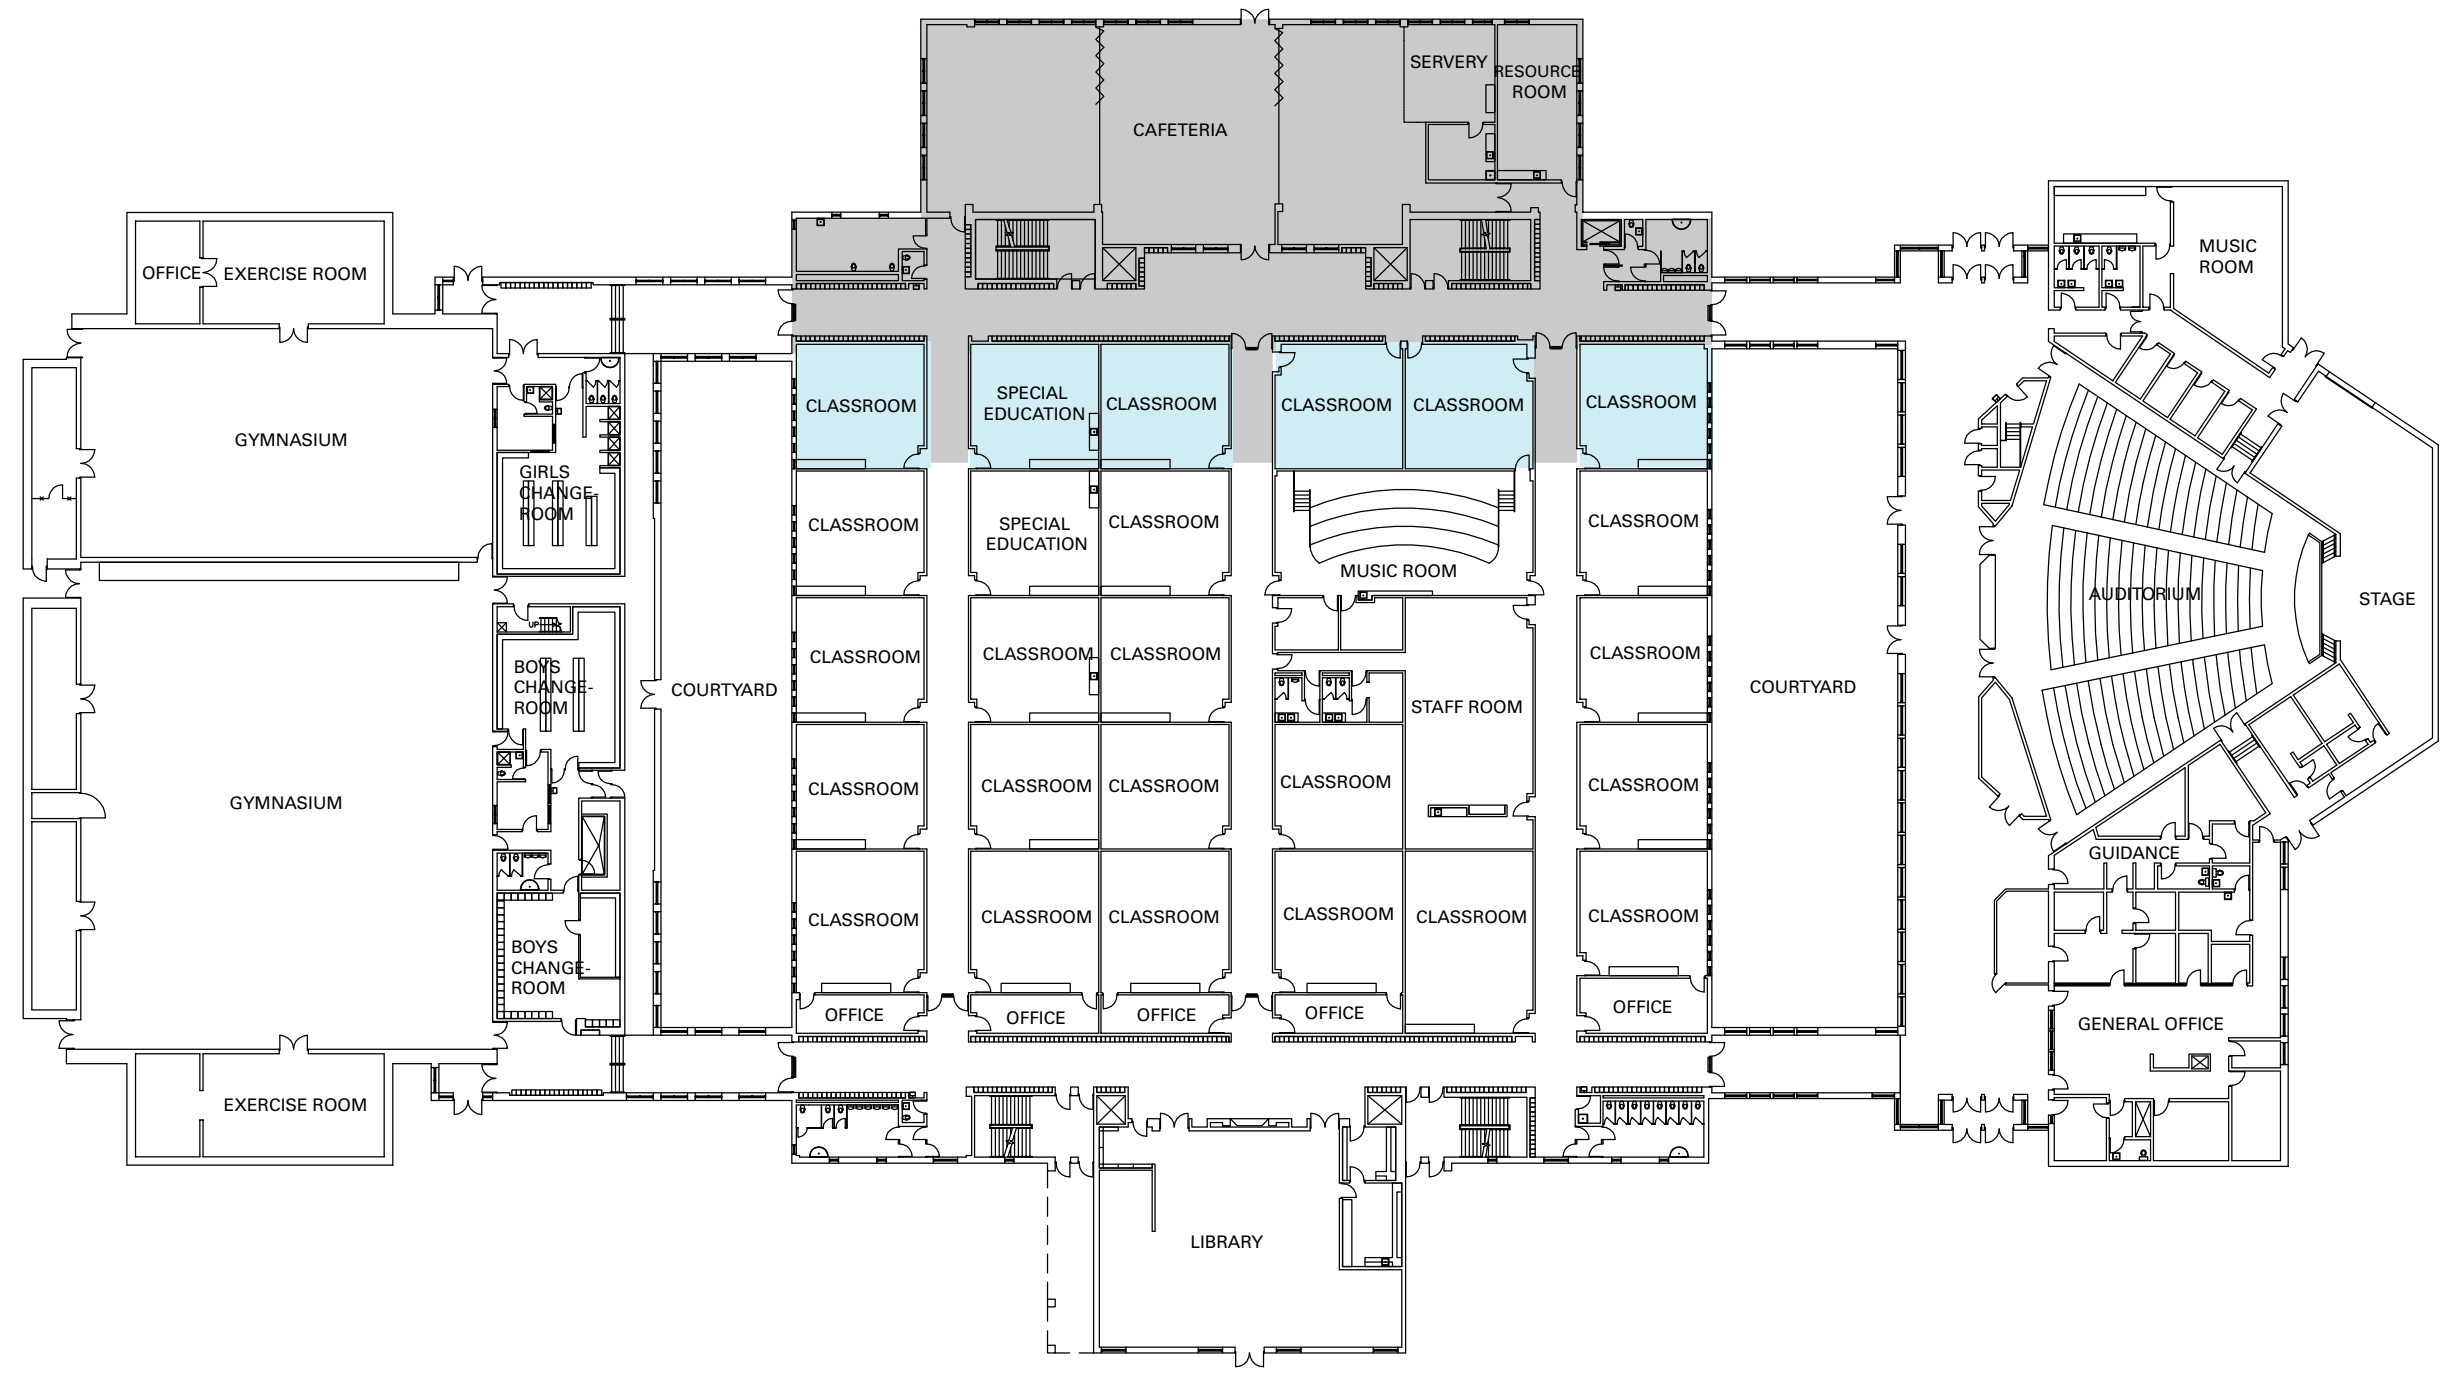 SERVERY
RESOURCE
ROOM
CAFETERIA
MUSIC
ROOM
OFFICE
EXERCISE ROOM
CLASSROOM
SPECIAL
EDUCATION
CLASSROOM
CLASSROOM
CLASSROOM
CLASSROOM
GYMNASIUM
GIRLS
CHANGE-
ROOM
CLASSROOM
SPECIAL
EDUCATION
CLASSROOM
MUSIC ROOM
CLASSROOM
AUDITORIUM
STAGE
UP
BOYS
CHANGE-
ROOM
COURTYARD
CLASSROOM
CLASSROOM
CLASSROOM
STAFF ROOM
CLASSROOM
COURTYARD
GYMNASIUM
CLASSROOM
CLASSROOM
CLASSROOM
CLASSROOM
CLASSROOM
GUIDANCE
BOYS
CHANGE-
ROOM
CLASSROOM
CLASSROOM
CLASSROOM
CLASSROOM
CLASSROOM
CLASSROOM
OFFICE
OFFICE
OFFICE
OFFICE
OFFICE
GENERAL OFFICE
EXERCISE ROOM
LIBRARY